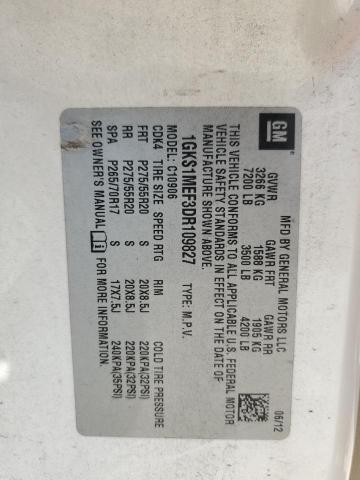 GM
MFD BY GENERAL MOTORS LLC
06/12
GVWR GAWR FRT GAWR RR
3266 KG 1588 KG 1905 KG
7200 LB 3500 LB 4200 LB
THIS VEHICLE CONFORMS TO ALL APPLICABLE U.S. FEDERAL MOTOR
VEHICLE SAFETY STANDARDS IN EFFECT ON THE DATE OF
MANUFACTURE SHOWN ABOVE.
1GKS1MEF3DR109827 TYPE: M.P.V.
MODEL: C10906
CDK4 TIRE SIZE SPEED RTG RIM COLD TIRE PRESSURE
FRT P275/55R20 S 20X8.5J 220KPA(32PSI)
RR P275/55R20 S 20X8.5J 220KPA(32PSI)
SPA P265/70R17 S 17X7.5J 240KPA(35PSI)
SEE OWNER'S MANUAL FOR MORE INFORMATION.